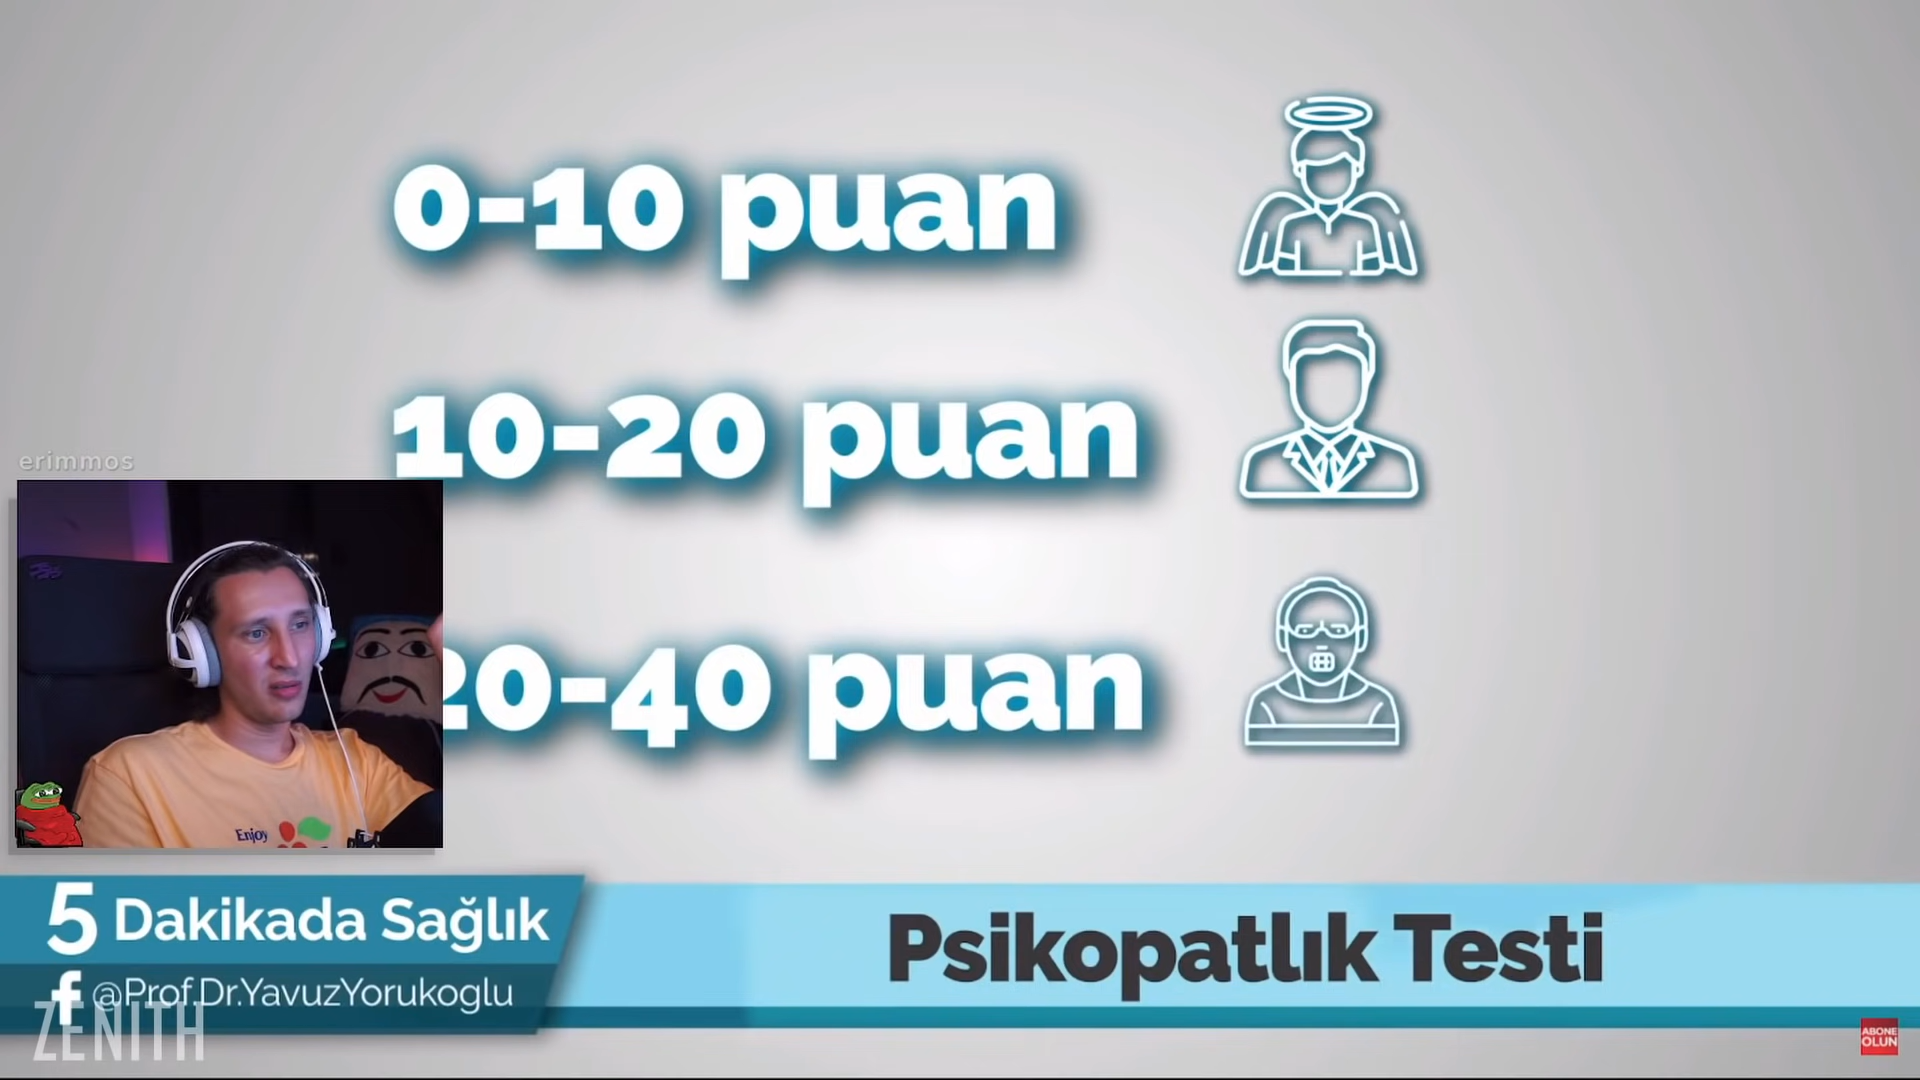 0-10 puan
10-20 puan
erimmos
20-40 puan
Enjoy
5 Dakikada Sağlık
@Prof.Dr.YavuzYorukoglu
ZENITH
Psikopatlık Testi
ABONE
OLUN